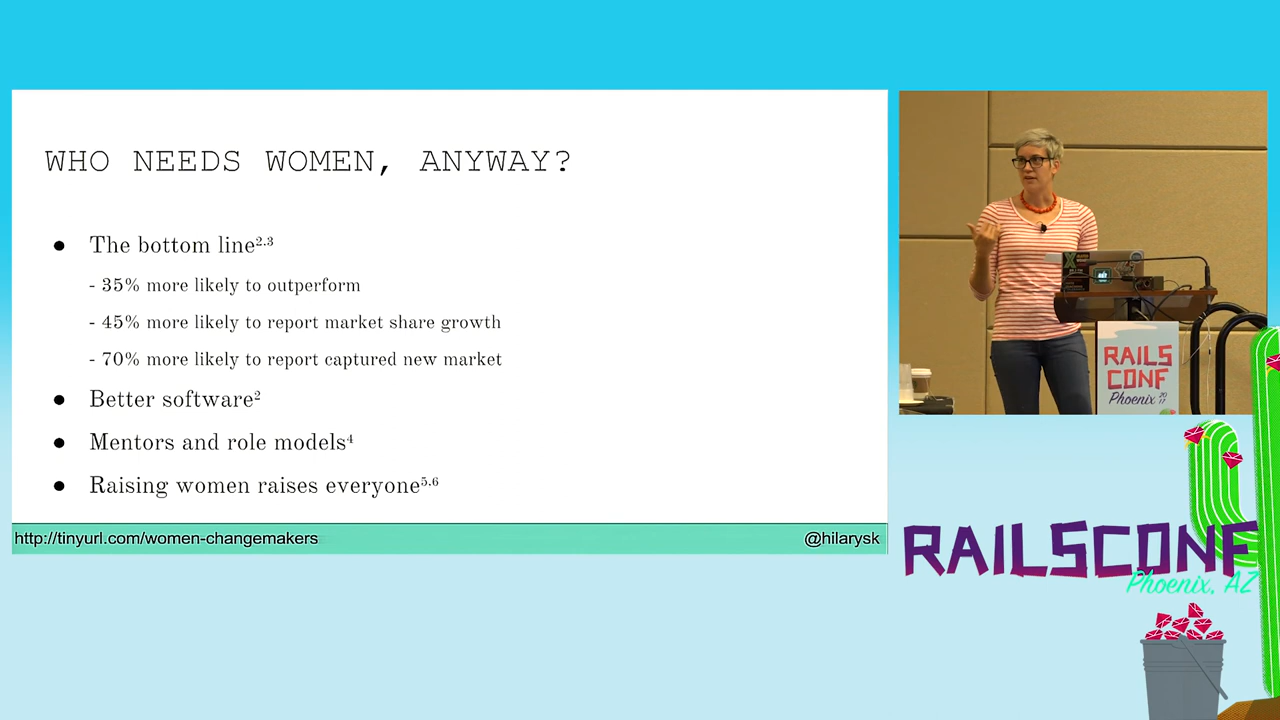 WHO NEEDS WOMEN, ANYWAY?
● The bottom line2.3
- 35% more likely to outperform
- 45% more likely to report market share growth
- 70% more likely to report captured new market
● Better software2
● Mentors and role models4
● Raising women raises everyone5.6
http://tinyurl.com/women-changemakers
@hilarysk
RAILS
CONF
Phoenix 2017
RAILSCONF
Phoenix, AZ